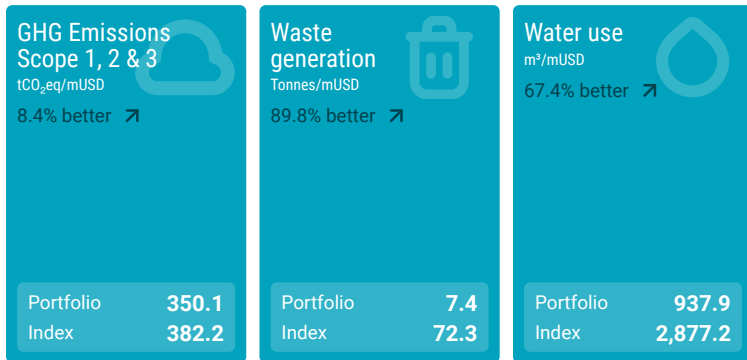 GHG Emissions
Scope 1, 2 & 3
tCO₂eq/mUSD
8.4% better
Portfolio 350.1
Index 382.2
Waste
generation
Tonnes/mUSD
89.8% better
Portfolio 7.4
Index 72.3
Water use
m³/mUSD
67.4% better
Portfolio 937.9
Index 2,877.2